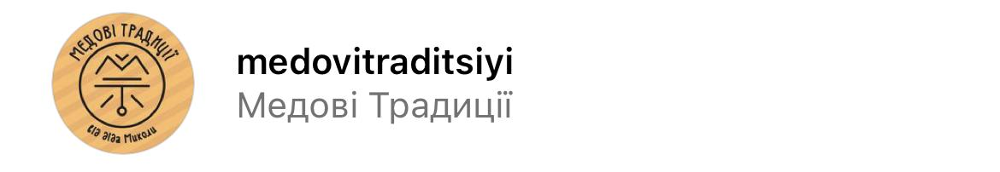 МЕДОВІ ТРАДИЦІЇ
від діда Миколи
medovitraditsiyi
Медові Традиції